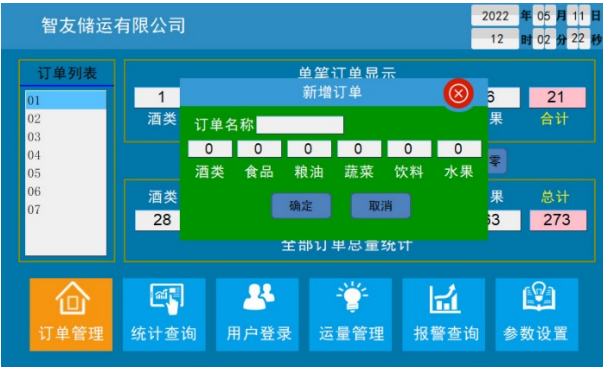 智友储运有限公司
2022 年 05 月 11 日
12 时 02 分 22 秒
订单列表
01
02
03
04
05
06
07
单笔订单显示
1 6 21
酒类 果 合计
新增订单
订单名称
0 0 0 0 0 0
酒类 食品 粮油 蔬菜 饮料 水果
确定 取消
零
酒类 果 总计
28 63 273
全部订单总量统计
订单管理 统计查询 用户登录 运量管理 报警查询 参数设置